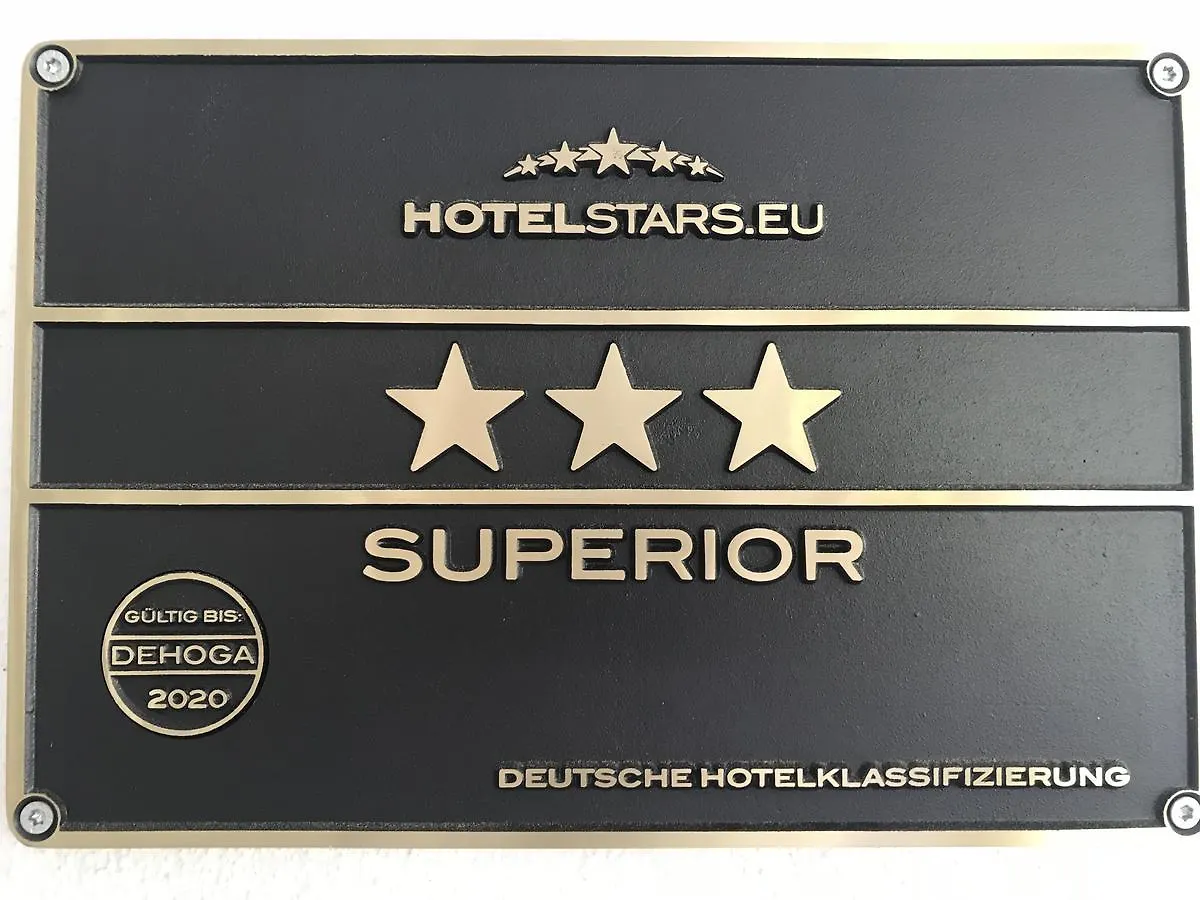 HOTELSTARS.EU
SUPERIOR
GÜLTIG BIS:
DEHOGA
2020
DEUTSCHE HOTELKLASSIFIZIERUNG